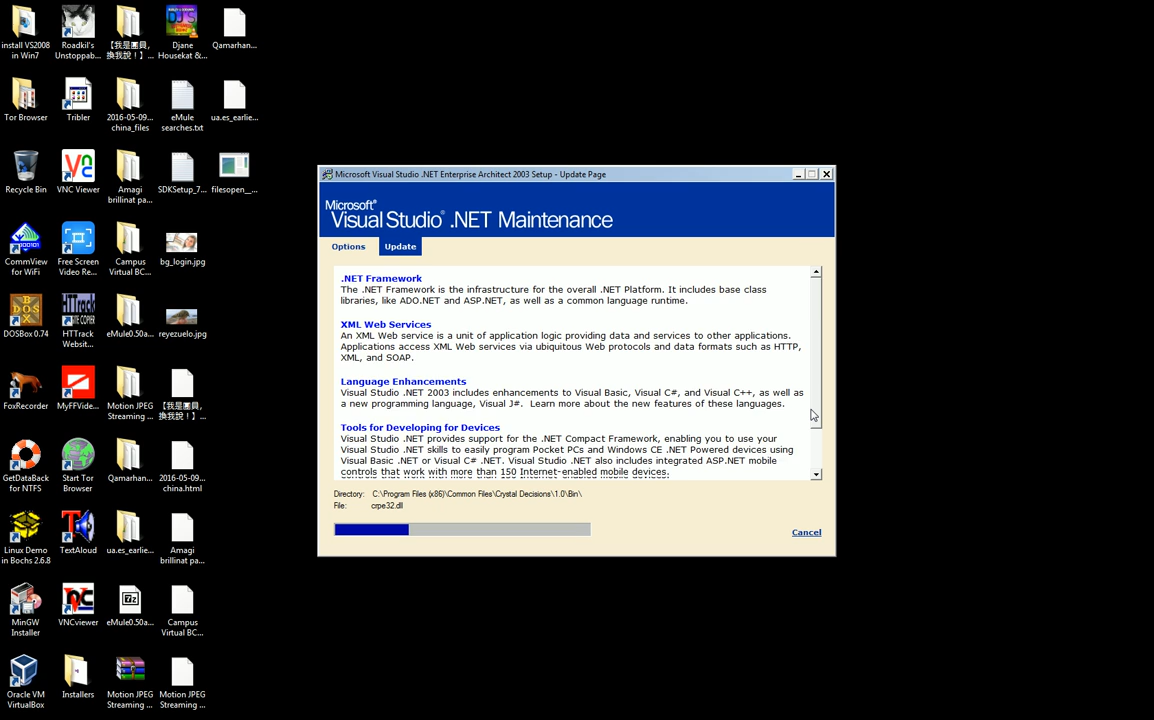 install VS2008
in Win7
Roadkil's
Unstoppab...
【我是團員,
換我說！】...
Djane
Housekat &...
Qamarhan...
Tor Browser
Tribler
2016-05-09...
china_files
eMule
searches.txt
ua.es_earlie...
Recycle Bin
VNC Viewer
Amagi
brillinat pa...
SDKSetup_7...
filesopen__...
CommView
for WiFi
Free Screen
Video Re...
Campus
Virtual BC...
bg_login.jpg
DOSBox 0.74
HTTrack
Websit...
eMule0.50a...
reyezuelo.jpg
FoxRecorder
MyFFVide...
Motion JPEG
Streaming ...
【我是團員,
換我說！】...
GetDataBack
for NTFS
Start Tor
Browser
Qamarhan...
2016-05-09...
china.html
Linux Demo
in Bochs 2.6.8
TextAloud
ua.es_earlie...
Amagi
brillinat pa...
MinGW
Installer
VNCviewer
eMule0.50a...
Campus
Virtual BC...
Oracle VM
VirtualBox
Installers
Motion JPEG
Streaming ...
Motion JPEG
Streaming ...
Microsoft Visual Studio .NET Enterprise Architect 2003 Setup - Update Page
Microsoft®
Visual Studio® .NET Maintenance
Options
Update
.NET Framework
The .NET Framework is the infrastructure for the overall .NET Platform. It includes base class
libraries, like ADO.NET and ASP.NET, as well as a common language runtime.
XML Web Services
An XML Web service is a unit of application logic providing data and services to other applications.
Applications access XML Web services via ubiquitous Web protocols and data formats such as HTTP,
XML, and SOAP.
Language Enhancements
Visual Studio .NET 2003 includes enhancements to Visual Basic, Visual C#, and Visual C++, as well as
a new programming language, Visual J#. Learn more about the new features of these languages.
Tools for Developing for Devices
Visual Studio .NET provides support for the .NET Compact Framework, enabling you to use your
Visual Studio .NET skills to easily program Pocket PCs and Windows CE .NET Powered devices using
Visual Basic .NET or Visual C# .NET. Visual Studio .NET also includes integrated ASP.NET mobile
controls that work with more than 150 Internet-enabled mobile devices.
Directory: C:\Program Files (x86)\Common Files\Crystal Decisions\1.0\Bin\
File: crpe32.dll
Cancel